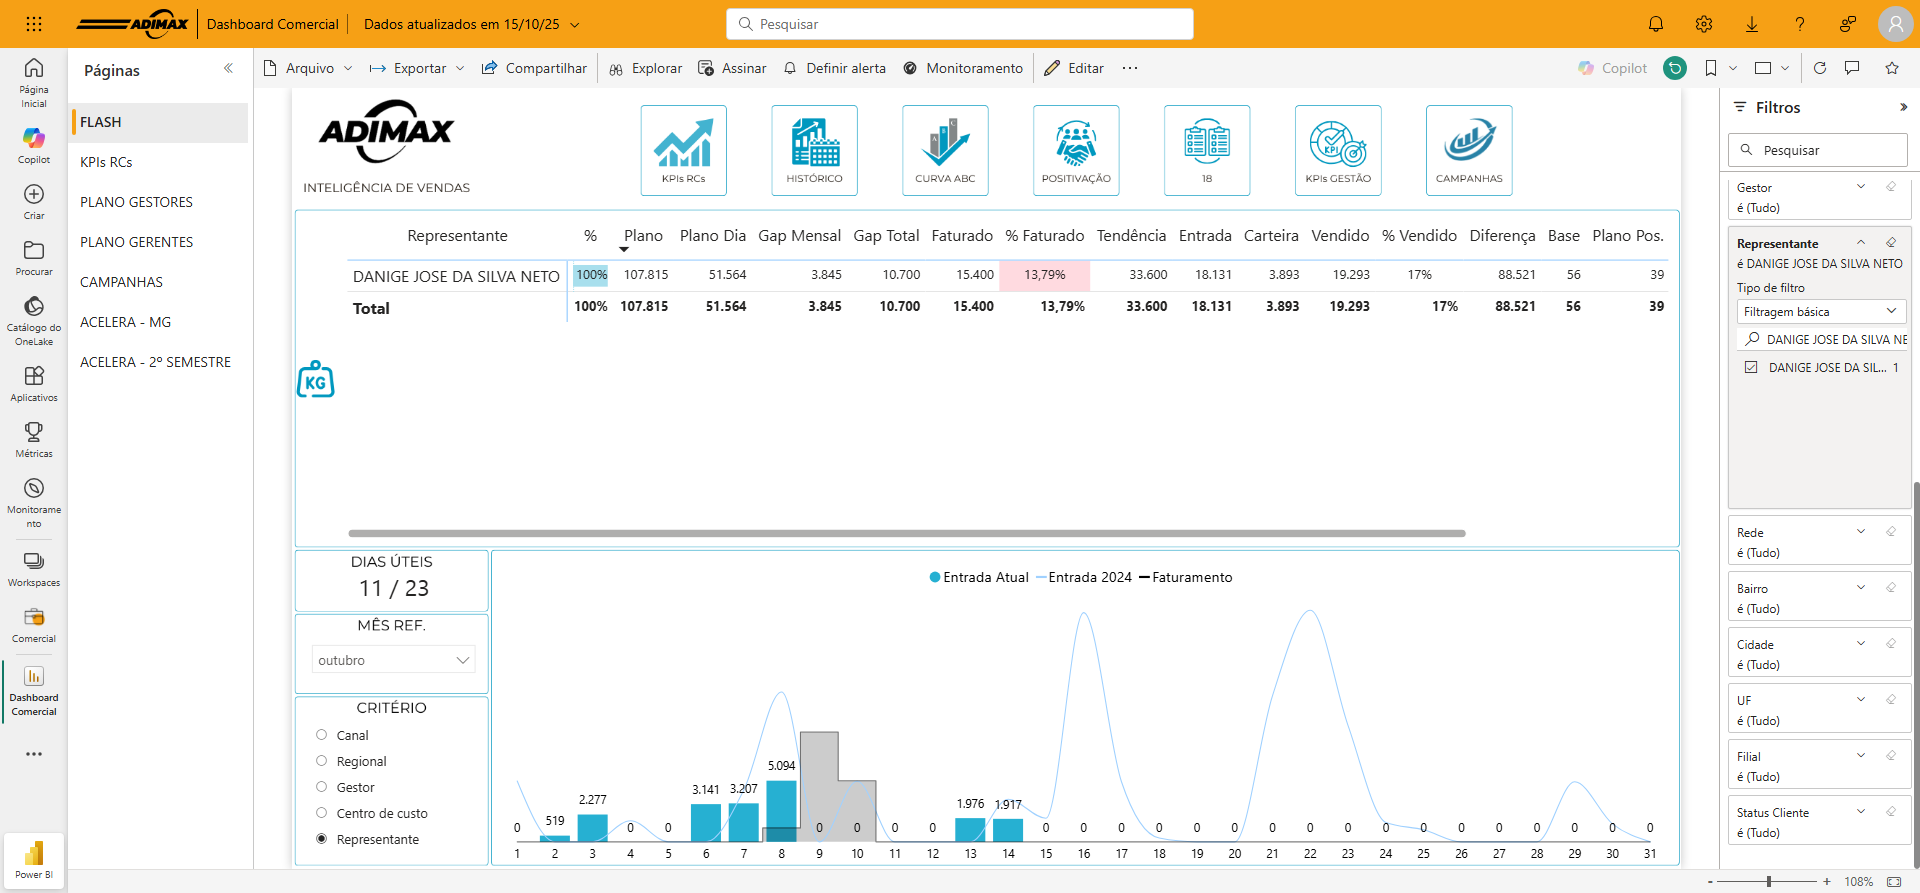 ADIMAX
Dashboard Comercial
Dados atualizados em 15/10/25
Pesquisar
Página
Inicial
Copilot
Criar
Procurar
Catálogo do
OneLake
Aplicativos
Métricas
Monitorame
nto
Workspaces
Comercial
Dashboard
Comercial
Power BI
Páginas
FLASH
KPIs RCs
PLANO GESTORES
PLANO GERENTES
CAMPANHAS
ACELERA - MG
ACELERA - 2º SEMESTRE
Arquivo
Exportar
Compartilhar
Explorar
Assinar
Definir alerta
Monitoramento
Editar
Copilot
ADIMAX
INTELIGÊNCIA DE VENDAS
KPIs RCs
HISTÓRICO
A B C
CURVA ABC
POSITIVAÇÃO
18
KPI
KPIs GESTÃO
CAMPANHAS
Representante % Plano Plano Dia Gap Mensal Gap Total Faturado % Faturado Tendência Entrada Carteira Vendido % Vendido Diferença Base Plano Pos.
DANIGE JOSE DA SILVA NETO 100% 107.815 51.564 3.845 10.700 15.400 13,79% 33.600 18.131 3.893 19.293 17% 88.521 56 39
Total 100% 107.815 51.564 3.845 10.700 15.400 13,79% 33.600 18.131 3.893 19.293 17% 88.521 56 39
KG
DIAS ÚTEIS
11 / 23
MÊS REF.
outubro
CRITÉRIO
Canal
Regional
Gestor
Centro de custo
Representante
Entrada Atual Entrada 2024 Faturamento
0 519 2.277 0 0 3.141 3.207 5.094 0 0 0 0 1.976 1.917 0 0 0 0 0 0 0 0 0 0 0 0 0 0 0 0 0
1 2 3 4 5 6 7 8 9 10 11 12 13 14 15 16 17 18 19 20 21 22 23 24 25 26 27 28 29 30 31
Filtros
Pesquisar
Gestor
é (Tudo)
Representante
é DANIGE JOSE DA SILVA NETO
Tipo de filtro
Filtragem básica
DANIGE JOSE DA SILVA NE
DANIGE JOSE DA SIL... 1
Rede
é (Tudo)
Bairro
é (Tudo)
Cidade
é (Tudo)
UF
é (Tudo)
Filial
é (Tudo)
Status Cliente
é (Tudo)
- + 108%